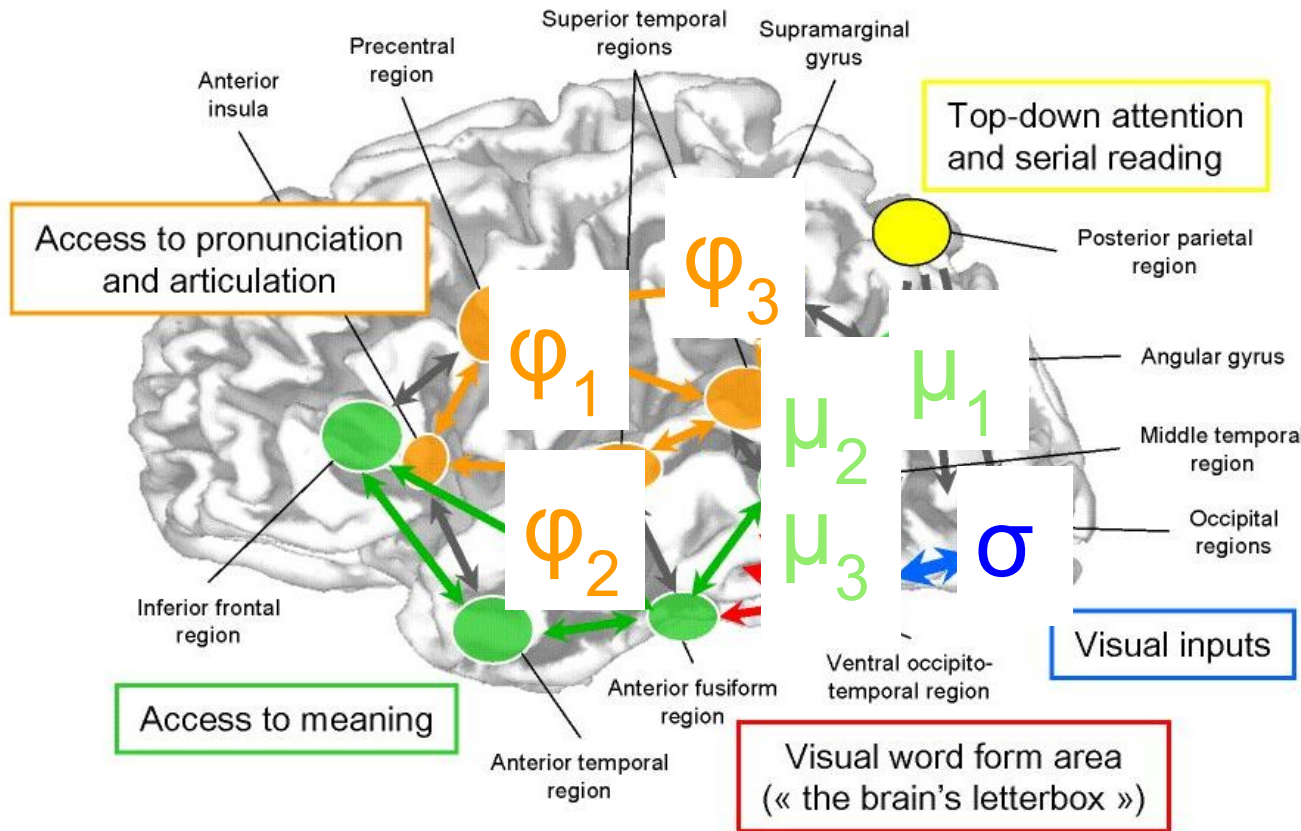 Superior temporal
regions
Supramarginal
gyrus
Precentral
region
Anterior
insula
Top-down attention
and serial reading
Access to pronunciation
and articulation
Posterior parietal
region
φ3
φ1
μ1
Angular gyrus
μ2
Middle temporal
region
φ2
μ3
σ
Occipital
regions
Inferior frontal
region
Visual inputs
Ventral occipito-
temporal region
Anterior fusiform
region
Access to meaning
Anterior temporal
region
Visual word form area
(« the brain's letterbox »)